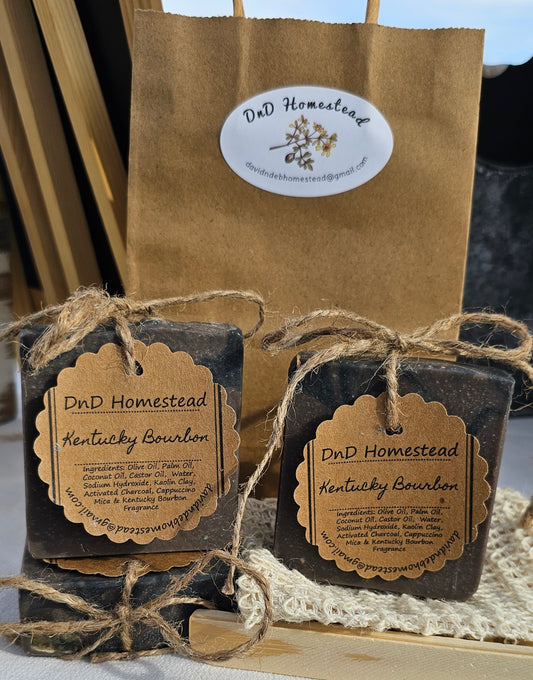 DnD Homestead
davidndebhomestead@gmail.com
DnD Homestead
Kentucky Bourbon
Ingredients: Olive Oil, Palm Oil,
Coconut Oil, Castor Oil, Water,
Sodium Hydroxide, Kaolin Clay,
Activated Charcoal, Cappuccino
Mica & Kentucky Bourbon
Fragrance
davidndebhomestead@gmail.com
DnD Homestead
Kentucky Bourbon
Ingredients: Olive Oil, Palm Oil,
Coconut Oil, Castor Oil, Water,
Sodium Hydroxide, Kaolin Clay,
Activated Charcoal, Cappuccino
Mica & Kentucky Bourbon
Fragrance
davidndebhomestead@gmail.com